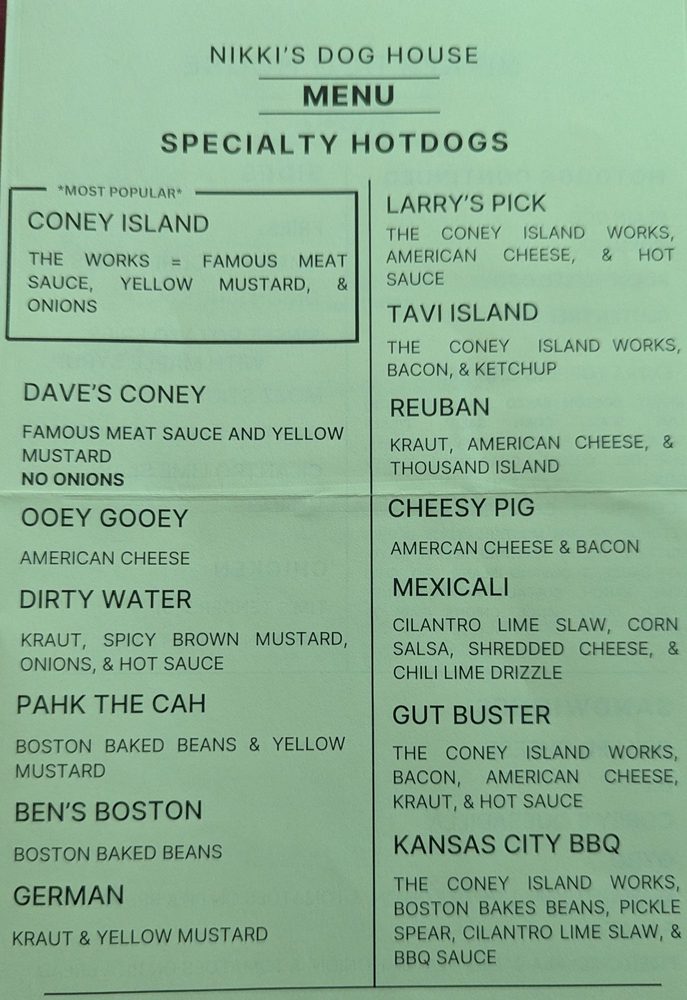 NIKKI'S DOG HOUSE
MENU
SPECIALTY HOTDOGS
*MOST POPULAR*
CONEY ISLAND
THE WORKS = FAMOUS MEAT
SAUCE, YELLOW MUSTARD, &
ONIONS
DAVE'S CONEY
FAMOUS MEAT SAUCE AND YELLOW
MUSTARD
NO ONIONS
OOEY GOOEY
AMERICAN CHEESE
DIRTY WATER
KRAUT, SPICY BROWN MUSTARD,
ONIONS, & HOT SAUCE
PAHK THE CAH
BOSTON BAKED BEANS & YELLOW
MUSTARD
BEN'S BOSTON
BOSTON BAKED BEANS
GERMAN
KRAUT & YELLOW MUSTARD
LARRY'S PICK
THE CONEY ISLAND WORKS,
AMERICAN CHEESE, & HOT
SAUCE
TAVI ISLAND
THE CONEY ISLAND WORKS,
BACON, & KETCHUP
REUBAN
KRAUT, AMERICAN CHEESE, &
THOUSAND ISLAND
CHEESY PIG
AMERCAN CHEESE & BACON
MEXICALI
CILANTRO LIME SLAW, CORN
SALSA, SHREDDED CHEESE, &
CHILI LIME DRIZZLE
GUT BUSTER
THE CONEY ISLAND WORKS,
BACON, AMERICAN CHEESE,
KRAUT, & HOT SAUCE
KANSAS CITY BBQ
THE CONEY ISLAND WORKS,
BOSTON BAKES BEANS, PICKLE
SPEAR, CILANTRO LIME SLAW, &
BBQ SAUCE